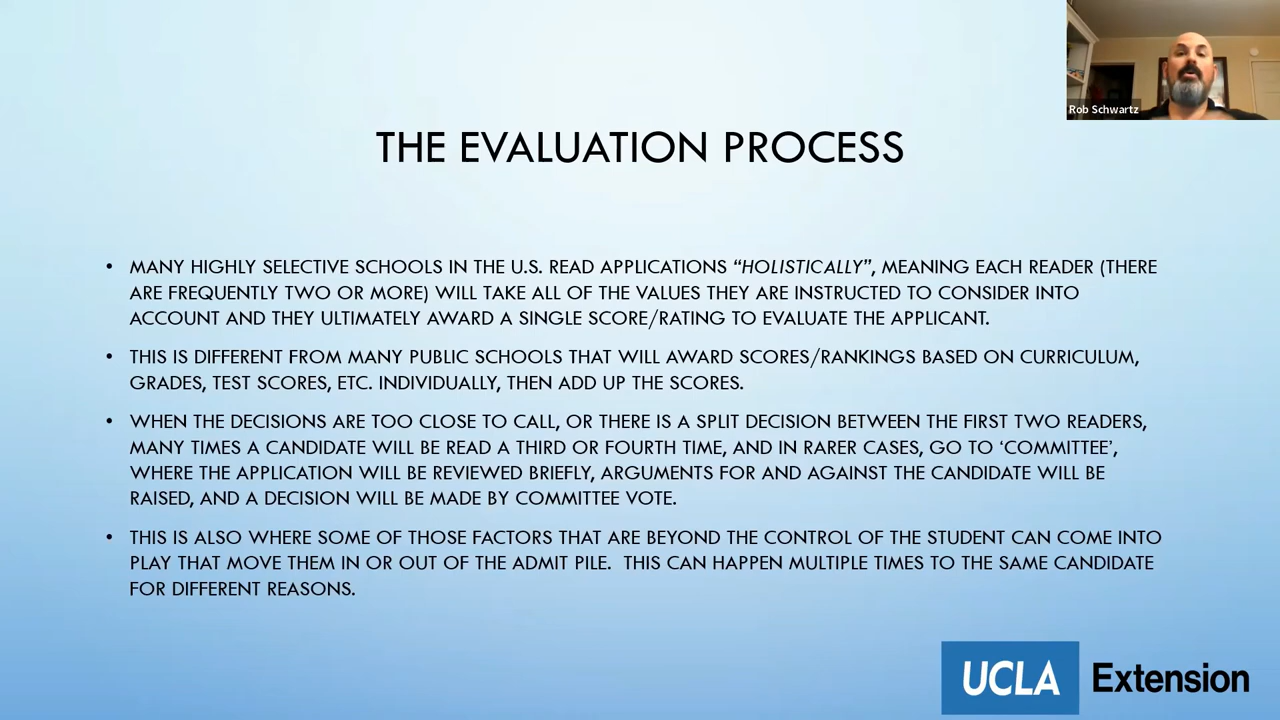 Rob Schwartz
THE EVALUATION PROCESS
• MANY HIGHLY SELECTIVE SCHOOLS IN THE U.S. READ APPLICATIONS “HOLISTICALLY”, MEANING EACH READER (THERE
ARE FREQUENTLY TWO OR MORE) WILL TAKE ALL OF THE VALUES THEY ARE INSTRUCTED TO CONSIDER INTO
ACCOUNT AND THEY ULTIMATELY AWARD A SINGLE SCORE/RATING TO EVALUATE THE APPLICANT.
• THIS IS DIFFERENT FROM MANY PUBLIC SCHOOLS THAT WILL AWARD SCORES/RANKINGS BASED ON CURRICULUM,
GRADES, TEST SCORES, ETC. INDIVIDUALLY, THEN ADD UP THE SCORES.
• WHEN THE DECISIONS ARE TOO CLOSE TO CALL, OR THERE IS A SPLIT DECISION BETWEEN THE FIRST TWO READERS,
MANY TIMES A CANDIDATE WILL BE READ A THIRD OR FOURTH TIME, AND IN RARER CASES, GO TO ‘COMMITTEE’,
WHERE THE APPLICATION WILL BE REVIEWED BRIEFLY, ARGUMENTS FOR AND AGAINST THE CANDIDATE WILL BE
RAISED, AND A DECISION WILL BE MADE BY COMMITTEE VOTE.
• THIS IS ALSO WHERE SOME OF THOSE FACTORS THAT ARE BEYOND THE CONTROL OF THE STUDENT CAN COME INTO
PLAY THAT MOVE THEM IN OR OUT OF THE ADMIT PILE.  THIS CAN HAPPEN MULTIPLE TIMES TO THE SAME CANDIDATE
FOR DIFFERENT REASONS.
UCLA Extension